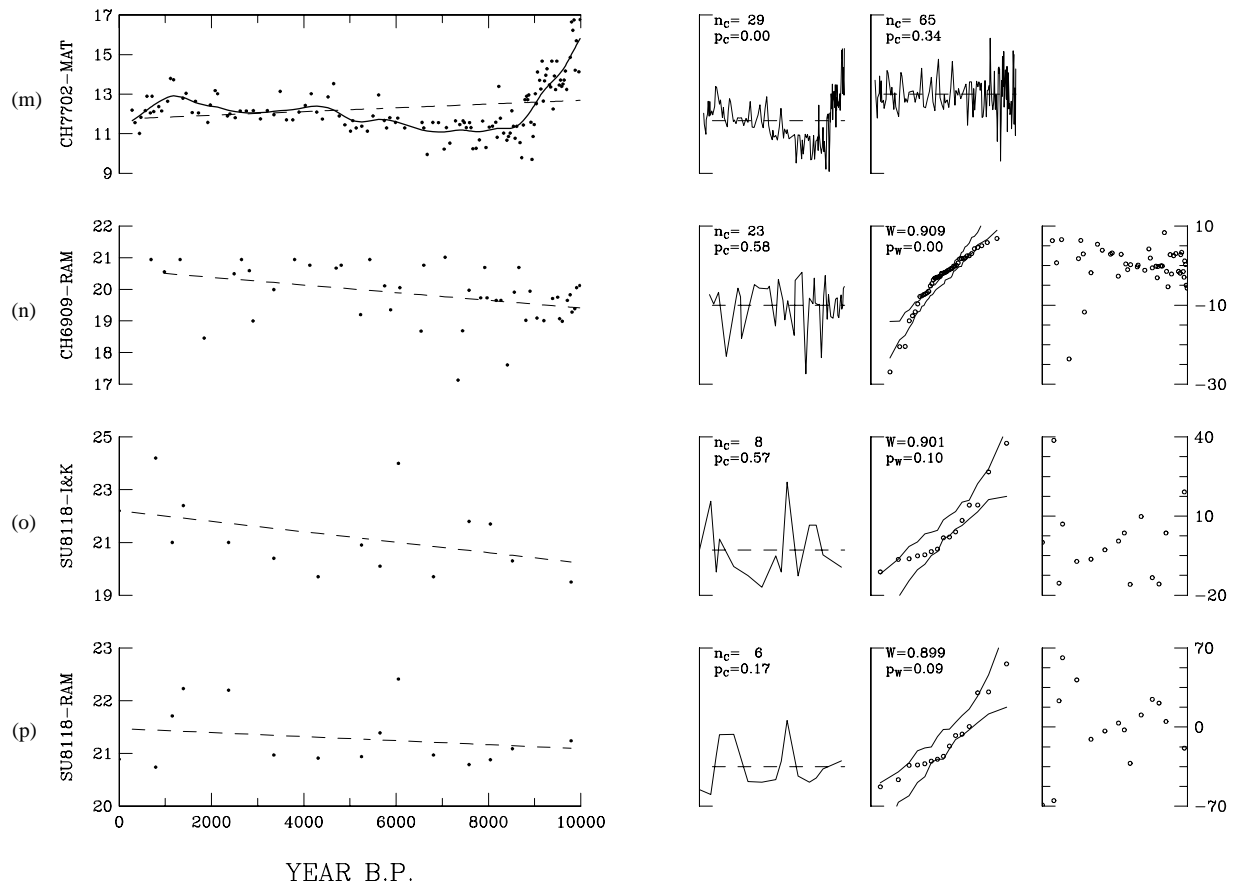 (m)
CH7702-MAT
17
15
13
11
9
n_c= 29
p_c=0.00
n_c= 65
p_c=0.34
(n)
CH6909-RAM
22
21
20
19
18
17
n_c= 23
p_c=0.58
W=0.909
p_W=0.00
10
-10
-30
(o)
SU8118-I&K
25
23
21
19
n_c= 8
p_c=0.57
W=0.901
p_W=0.10
40
10
-20
(p)
SU8118-RAM
23
22
21
20
n_c= 6
p_c=0.17
W=0.899
p_W=0.09
70
0
-70
0 2000 4000 6000 8000 10000
YEAR B.P.